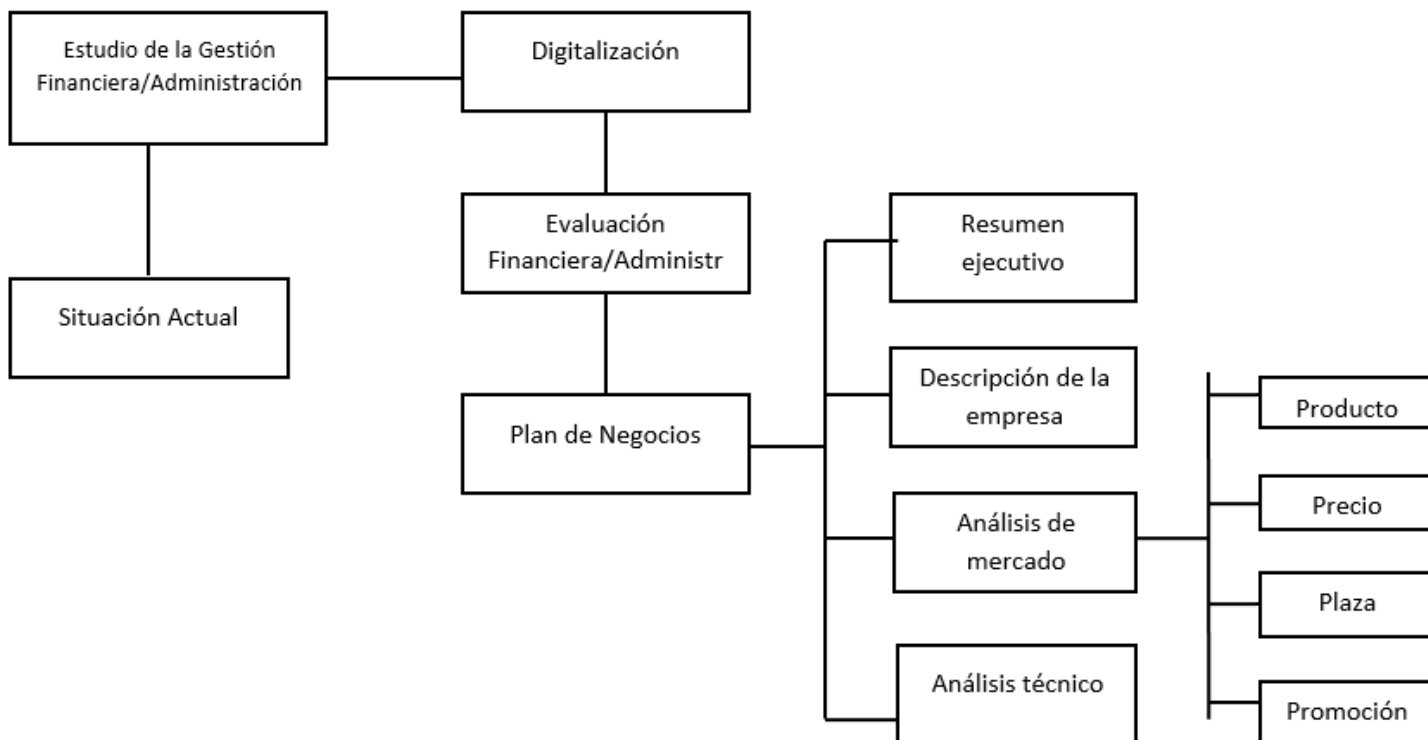 Estudio de la Gestión
Financiera/Administración
Digitalización
Evaluación
Financiera/Administr
Resumen
ejecutivo
Situación Actual
Descripción de la
empresa
Producto
Plan de Negocios
Precio
Análisis de
mercado
Plaza
Análisis técnico
Promoción